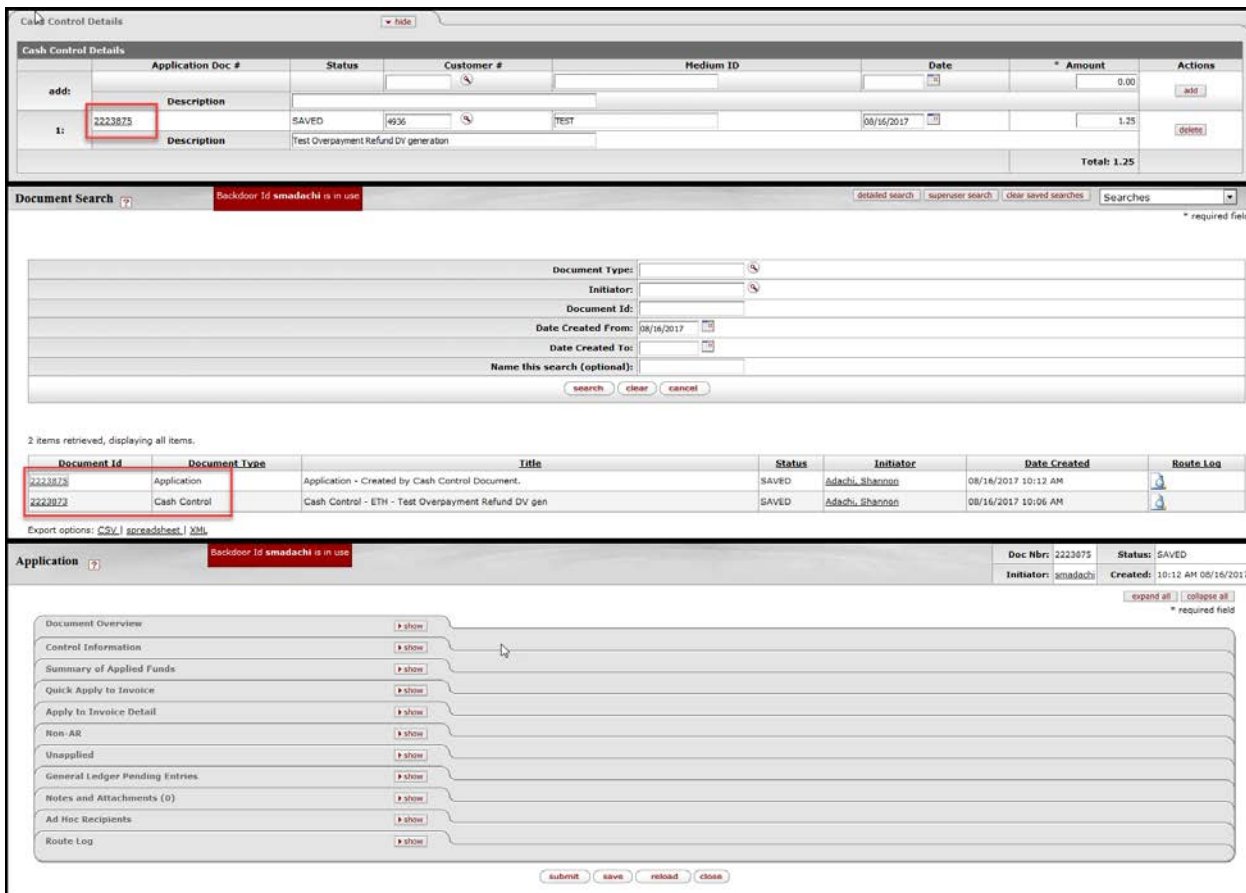 Cash Control Details hide
Cash Control Details
Application Doc # Status Customer # Medium ID Date * Amount Actions
add: 0.00 add
Description
1: 2223875 SAVED 4936 TEST 08/16/2017 1.25 delete
Description Test Overpayment Refund DV generation
Total: 1.25
Document Search ? Backdoor Id smadachi is in use detailed search superuser search clear saved searches Searches
* required field
Document Type:
Initiator:
Document Id:
Date Created From: 08/16/2017
Date Created To:
Name this search (optional):
search clear cancel
2 items retrieved, displaying all items.
Document Id Document Type Title Status Initiator Date Created Route Log
2223875 Application Application - Created by Cash Control Document. SAVED Adachi, Shannon 08/16/2017 10:12 AM
2223873 Cash Control Cash Control - ETH - Test Overpayment Refund DV gen SAVED Adachi, Shannon 08/16/2017 10:06 AM
Export options: CSV | spreadsheet | XML
Application ? Backdoor Id smadachi is in use Doc Nbr: 2223875 Status: SAVED
Initiator: smadachi Created: 10:12 AM 08/16/2017
expand all collapse all
* required field
Document Overview show
Control Information show
Summary of Applied Funds show
Quick Apply to Invoice show
Apply to Invoice Detail show
Non-AR show
Unapplied show
General Ledger Pending Entries show
Notes and Attachments (0) show
Ad Hoc Recipients show
Route Log show
submit save reload close